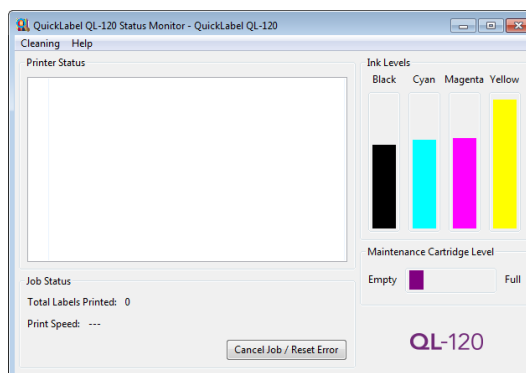 QuickLabel QL-120 Status Monitor - QuickLabel QL-120
Cleaning Help
Printer Status
Ink Levels
Black Cyan Magenta Yellow
Maintenance Cartridge Level
Empty Full
Job Status
Total Labels Printed: 0
Print Speed: ---
Cancel Job / Reset Error
QL-120